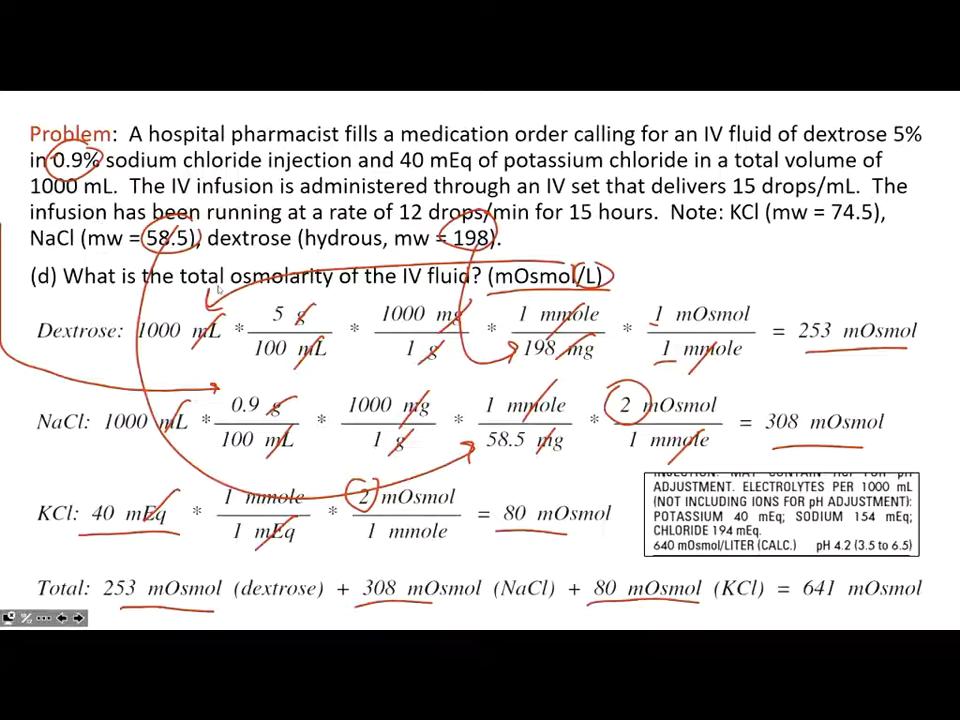 Problem: A hospital pharmacist fills a medication order calling for an IV fluid of dextrose 5%
in 0.9% sodium chloride injection and 40 mEq of potassium chloride in a total volume of
1000 mL. The IV infusion is administered through an IV set that delivers 15 drops/mL. The
infusion has been running at a rate of 12 drops/min for 15 hours. Note: KCl (mw = 74.5),
NaCl (mw = 58.5), dextrose (hydrous, mw = 198).
(d) What is the total osmolarity of the IV fluid? (mOsmol/L)
Dextrose: 1000 mL * 5 g / 100 mL * 1000 mg / 1 g * 1 mmole / 198 mg * 1 mOsmol / 1 mmole = 253 mOsmol
NaCl: 1000 mL * 0.9 g / 100 mL * 1000 mg / 1 g * 1 mmole / 58.5 mg * 2 mOsmol / 1 mmole = 308 mOsmol
KCl: 40 mEq * 1 mmole / 1 mEq * 2 mOsmol / 1 mmole = 80 mOsmol
INJECTION. MAY CONTAIN HCl FOR pH
ADJUSTMENT. ELECTROLYTES PER 1000 mL
(NOT INCLUDING IONS FOR pH ADJUSTMENT):
POTASSIUM 40 mEq; SODIUM 154 mEq;
CHLORIDE 194 mEq.
640 mOsmol/LITER (CALC.) pH 4.2 (3.5 to 6.5)
Total: 253 mOsmol (dextrose) + 308 mOsmol (NaCl) + 80 mOsmol (KCl) = 641 mOsmol